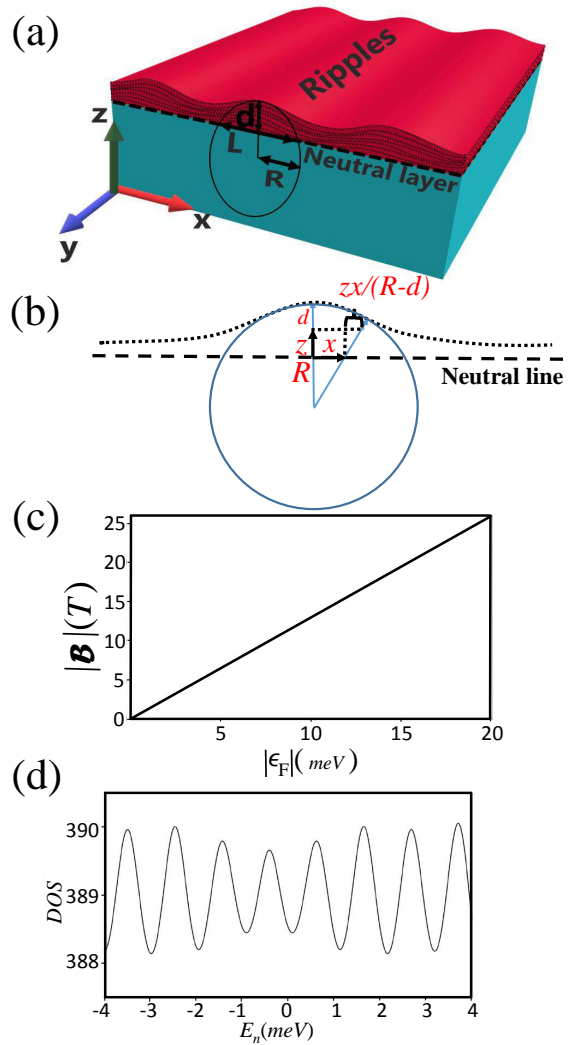 (a)
Ripples
z
d
L
R
Neutral layer
x
y
(b)
zx/(R-d)
d
z
x
R
Neutral line
(c)
25
20
15
10
5
0
|𝓑|(T)
5
10
15
20
|ϵF|(meV)
(d)
390
389
388
DOS
-4
-3
-2
-1
0
1
2
3
4
En(meV)